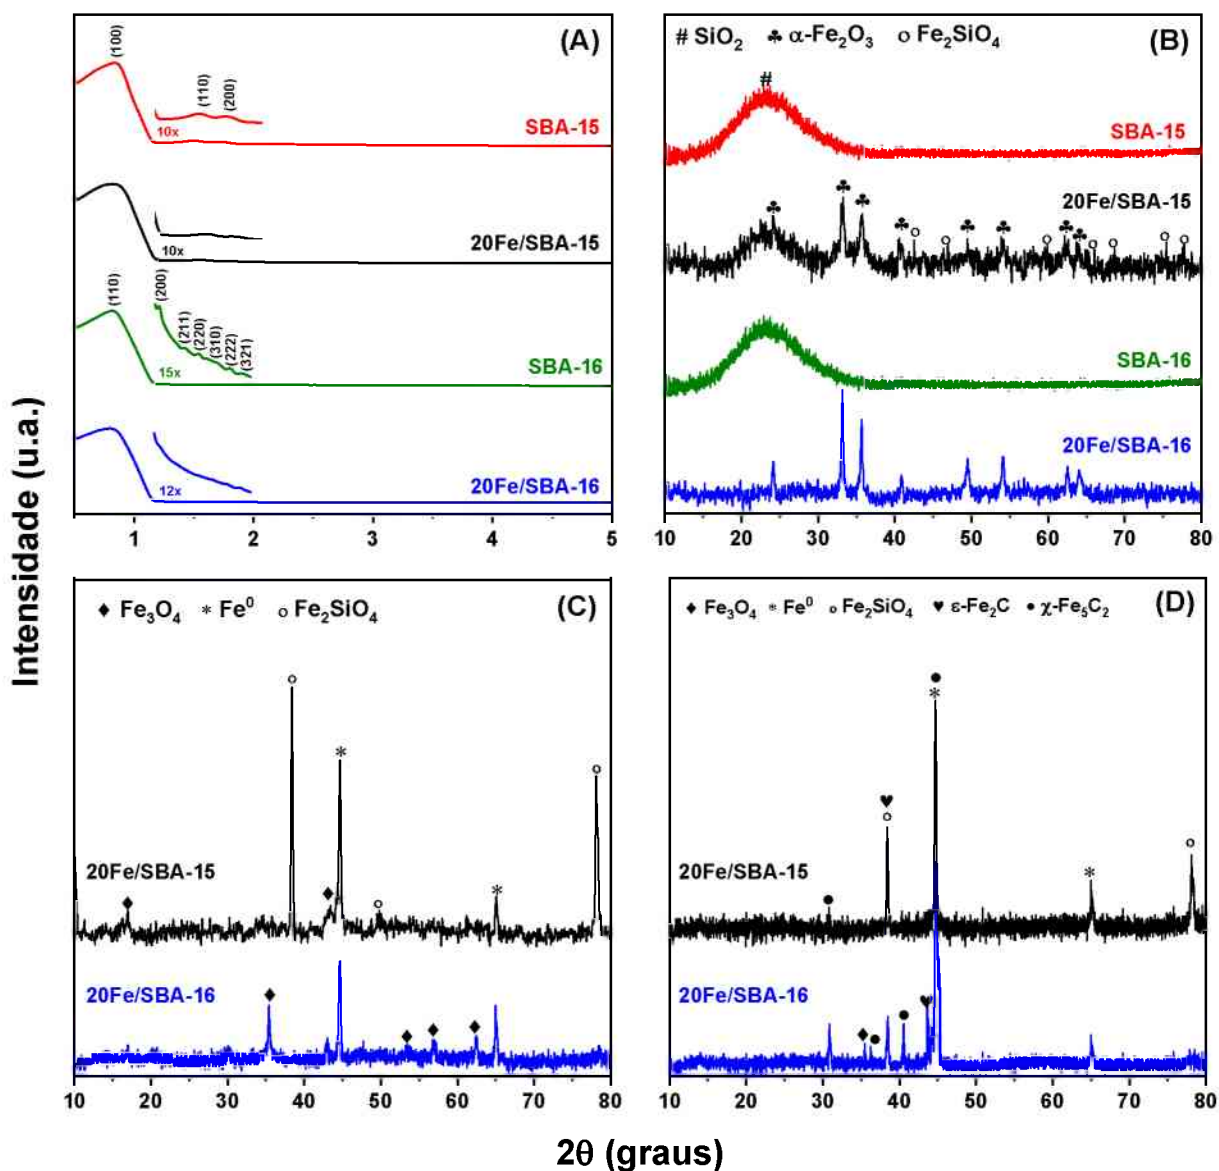 Intensidade (u.a.)
(A)
(100)
(110)
(200)
10x
SBA-15
10x
20Fe/SBA-15
(110)
(200)
(211)
(220)
(310)
(222)
(321)
15x
SBA-16
12x
20Fe/SBA-16
1 2 3 4 5
# SiO₂ ♣ α-Fe₂O₃ o Fe₂SiO₄ (B)
#
SBA-15
20Fe/SBA-15
SBA-16
20Fe/SBA-16
10 20 30 40 50 60 70 80
♦ Fe₃O₄ * Fe⁰ o Fe₂SiO₄ (C)
20Fe/SBA-15
20Fe/SBA-16
10 20 30 40 50 60 70 80
♦ Fe₃O₄ * Fe⁰ o Fe₂SiO₄ ♥ ε-Fe₂C ● χ-Fe₅C₂ (D)
20Fe/SBA-15
20Fe/SBA-16
10 20 30 40 50 60 70 80
2θ (graus)